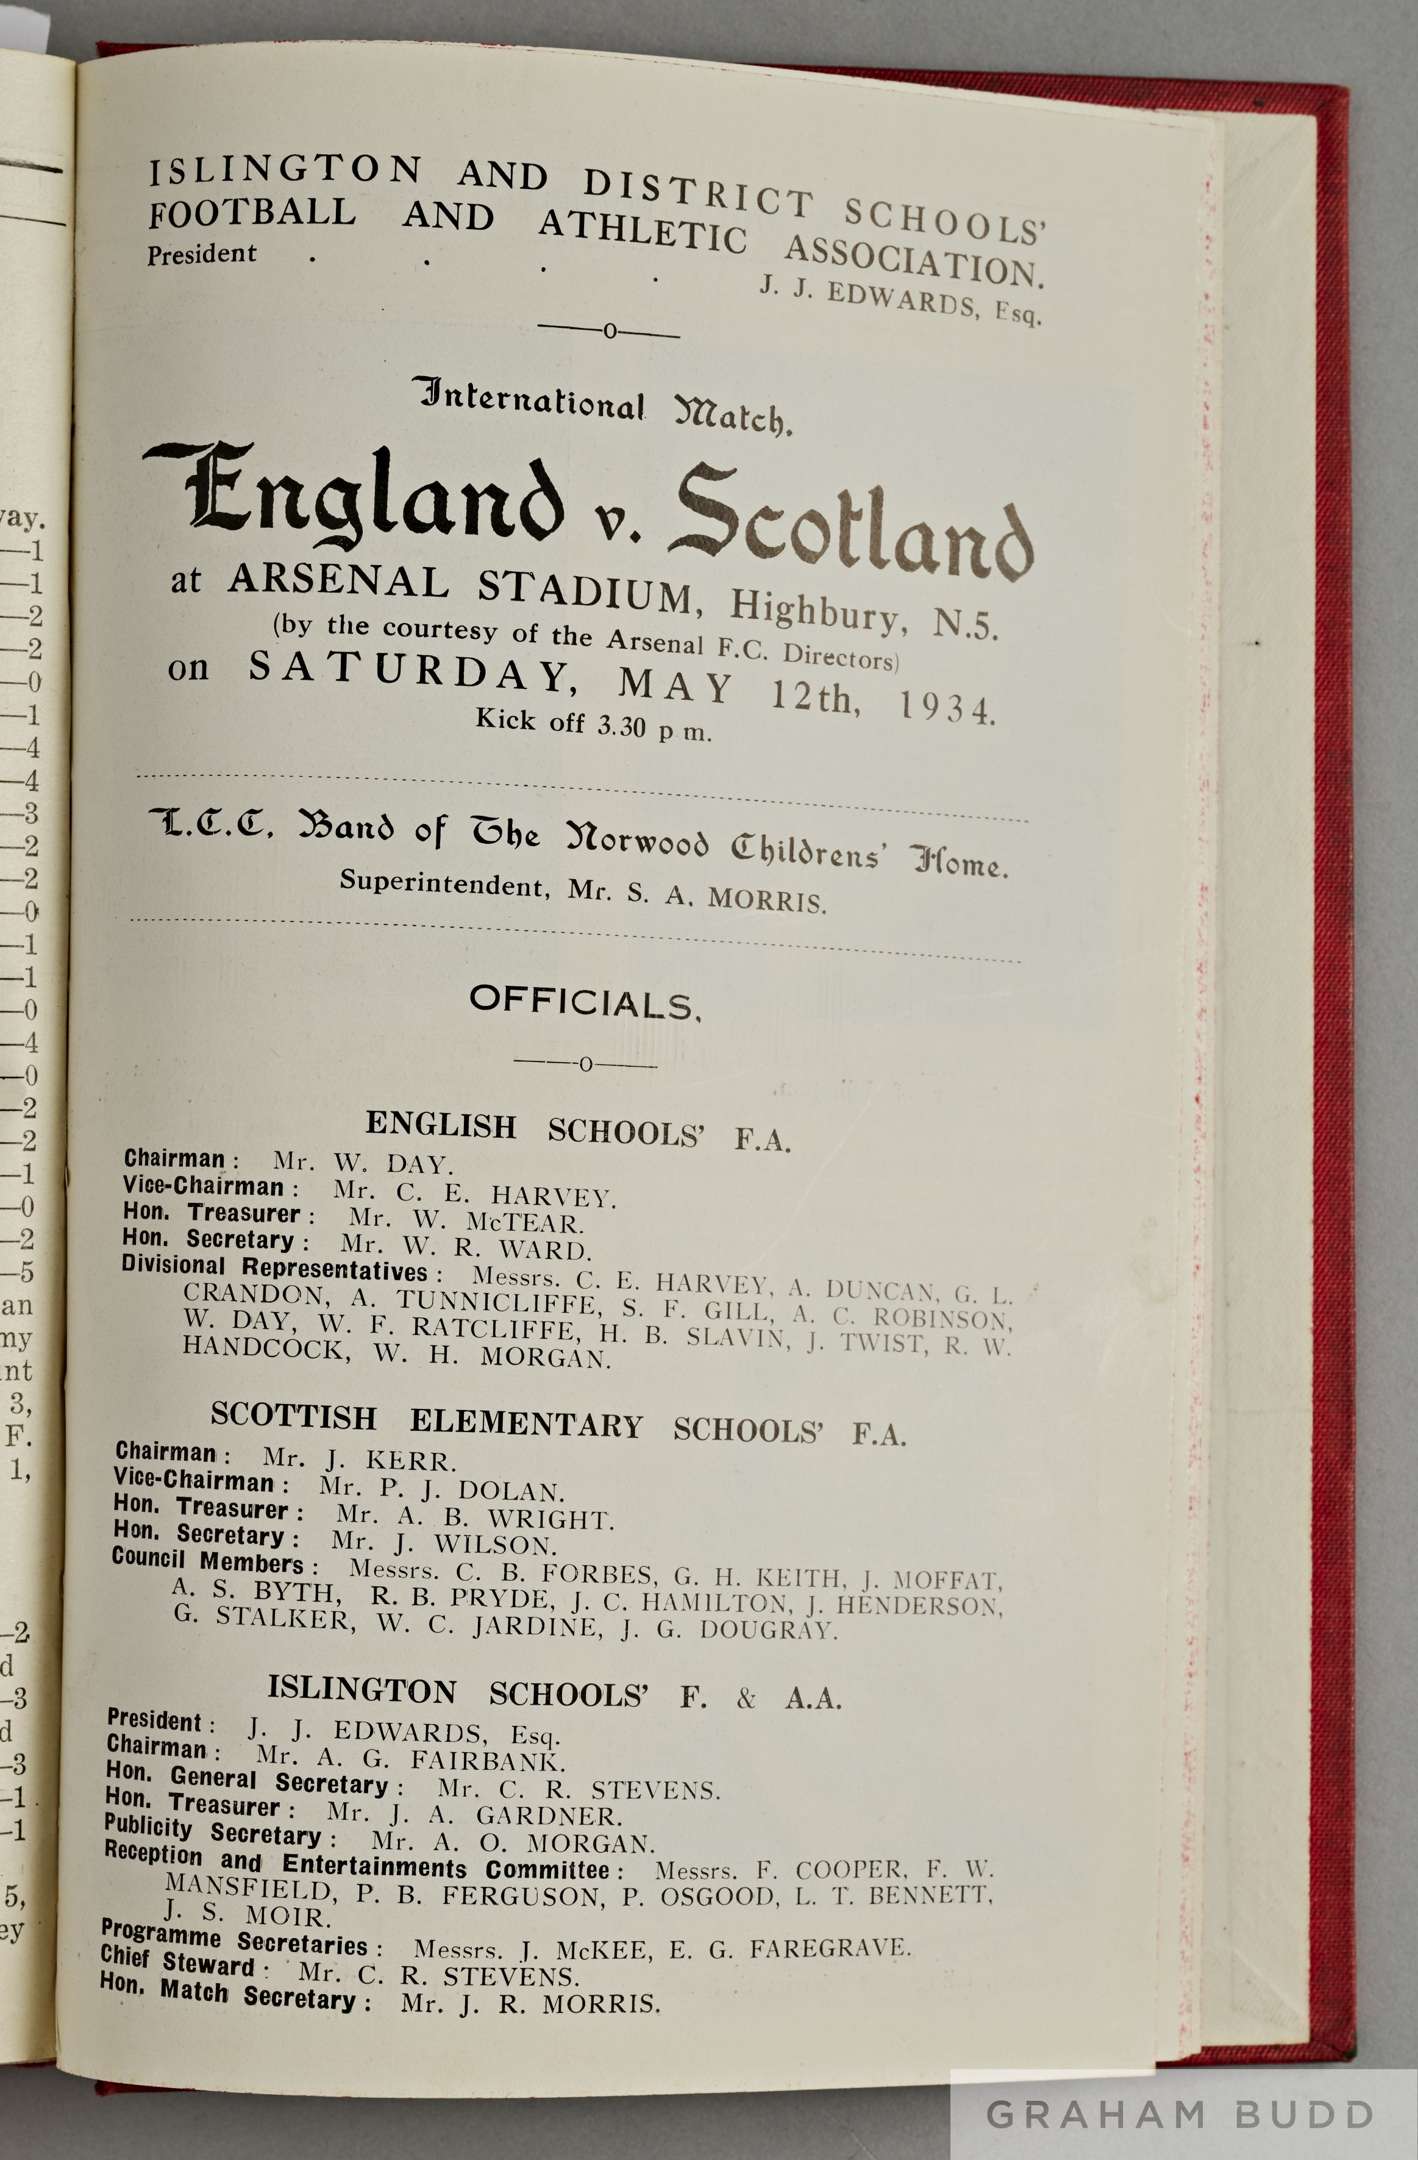 ISLINGTON AND DISTRICT SCHOOLS'
FOOTBALL AND ATHLETIC ASSOCIATION.
President . . . . J. J. EDWARDS, Esq.
——o——
International Match.
England v. Scotland
at ARSENAL STADIUM, Highbury, N.5.
(by the courtesy of the Arsenal F.C. Directors)
on SATURDAY, MAY 12th, 1934.
Kick off 3.30 p m.
L.C.C. Band of The Norwood Childrens' Home.
Superintendent, Mr. S. A. MORRIS.
OFFICIALS.
——o——
ENGLISH SCHOOLS' F.A.
Chairman: Mr. W. DAY.
Vice-Chairman: Mr. C. E. HARVEY.
Hon. Treasurer: Mr. W. McTEAR.
Hon. Secretary: Mr. W. R. WARD.
Divisional Representatives: Messrs. C. E. HARVEY, A. DUNCAN, G. L.
CRANDON, A. TUNNICLIFFE, S. F. GILL, A. C. ROBINSON,
W. DAY, W. F. RATCLIFFE, H. B. SLAVIN, J. TWIST, R. W.
HANDCOCK, W. H. MORGAN.
SCOTTISH ELEMENTARY SCHOOLS' F.A.
Chairman: Mr. J. KERR.
Vice-Chairman: Mr. P. J. DOLAN.
Hon. Treasurer: Mr. A. B. WRIGHT.
Hon. Secretary: Mr. J. WILSON.
Council Members: Messrs. C. B. FORBES, G. H. KEITH, J. MOFFAT,
A. S. BYTH, R. B. PRYDE, J. C. HAMILTON, J. HENDERSON,
G. STALKER, W. C. JARDINE, J. G. DOUGRAY.
ISLINGTON SCHOOLS' F. & A.A.
President: J. J. EDWARDS, Esq.
Chairman: Mr. A. G. FAIRBANK.
Hon. General Secretary: Mr. C. R. STEVENS.
Hon. Treasurer: Mr. J. A. GARDNER.
Publicity Secretary: Mr. A. O. MORGAN.
Reception and Entertainments Committee: Messrs. F. COOPER, F. W.
MANSFIELD, P. B. FERGUSON, P. OSGOOD, L. T. BENNETT,
J. S. MOIR.
Programme Secretaries: Messrs. J. McKEE, E. G. FAREGRAVE.
Chief Steward: Mr. C. R. STEVENS.
Hon. Match Secretary: Mr. J. R. MORRIS.
GRAHAM BUDD